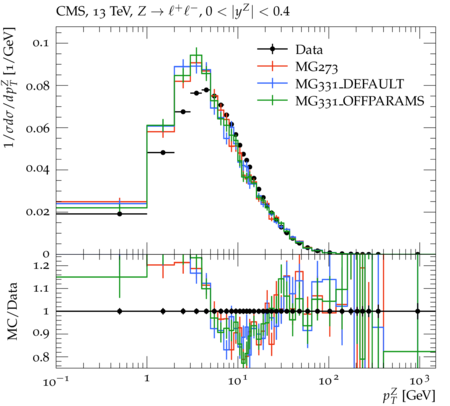 CMS, 13 TeV, Z → ℓ⁺ℓ⁻, 0 < |y^Z| < 0.4
1/σdσ/dp_T^Z [1/GeV]
0.1
0.08
0.06
0.04
0.02
0
Data
MG273
MG331_DEFAULT
MG331_OFFPARAMS
MC/Data
1.2
1.1
1
0.9
0.8
10⁻¹ 1 10¹ 10² 10³
p_T^Z [GeV]